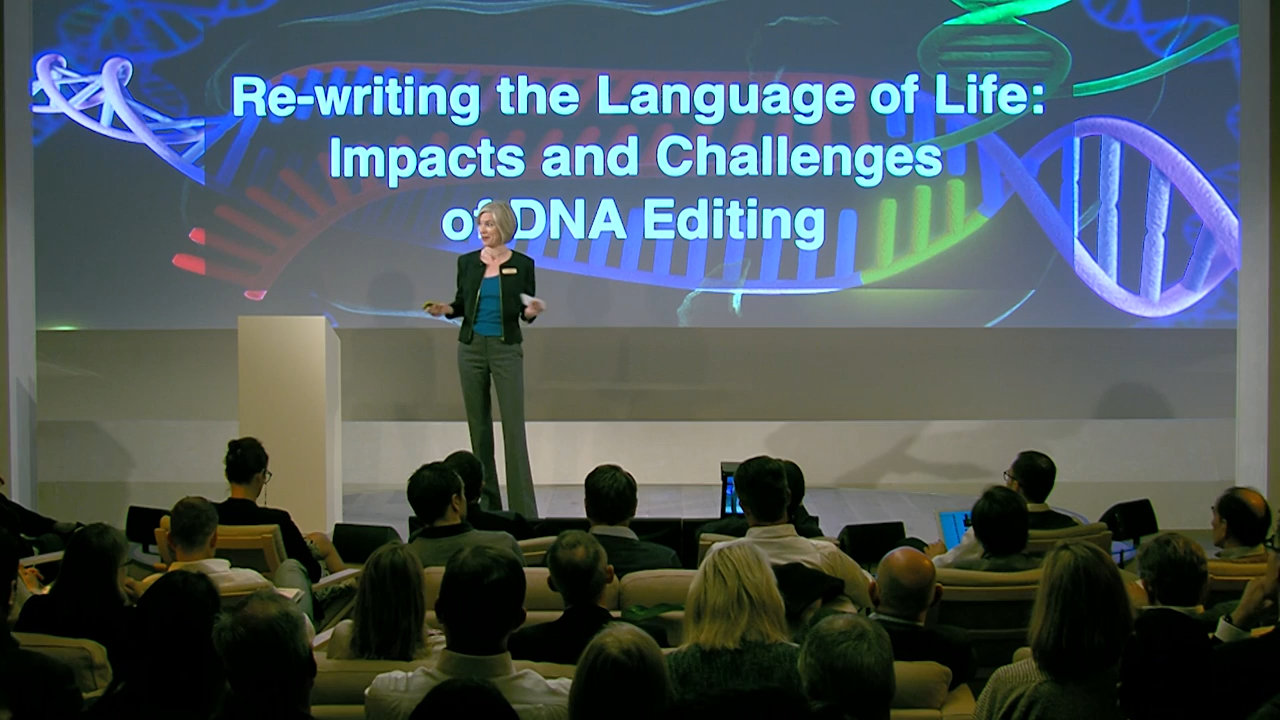 Re-writing the Language of Life:
Impacts and Challenges
of DNA Editing